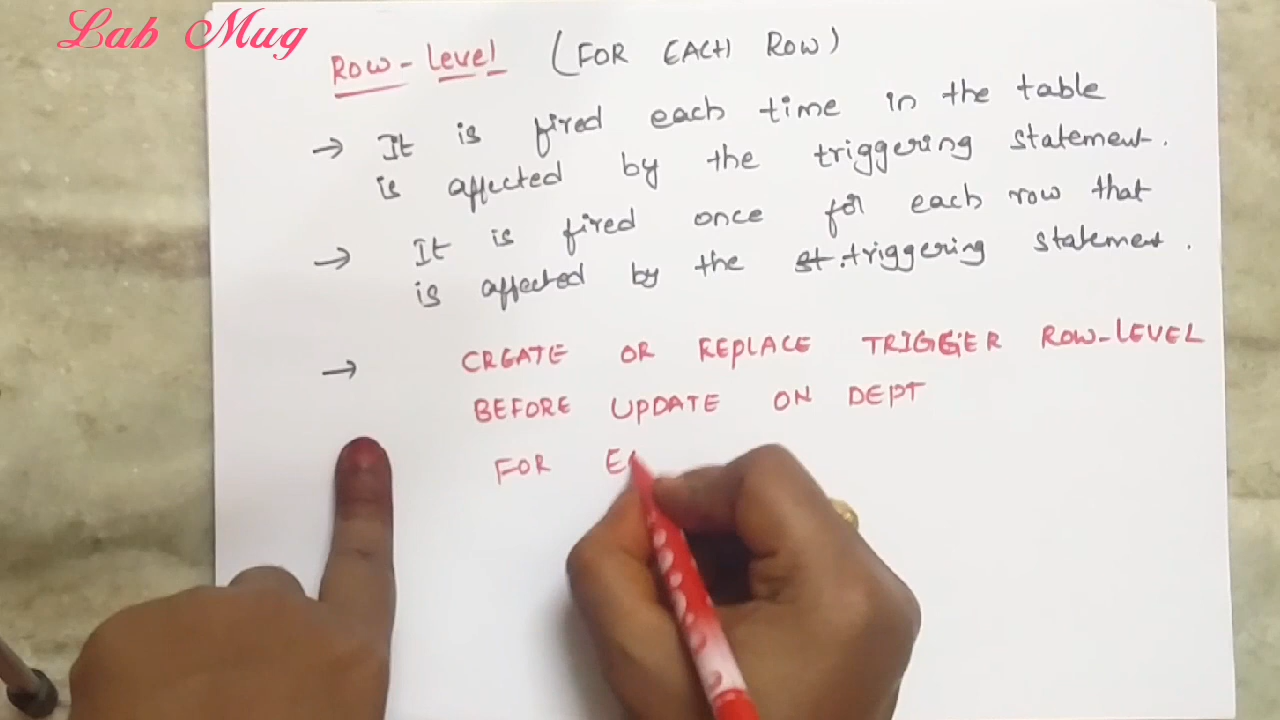 Lab Mug
Row-Level (FOR EACH ROW)
→ It is fired each time in the table
is affected by the triggering statement.
→ It is fired once for each row that
is affected by the st. triggering statement.
→ CREATE OR REPLACE TRIGGER ROW-LEVEL
BEFORE UPDATE ON DEPT
FOR EA